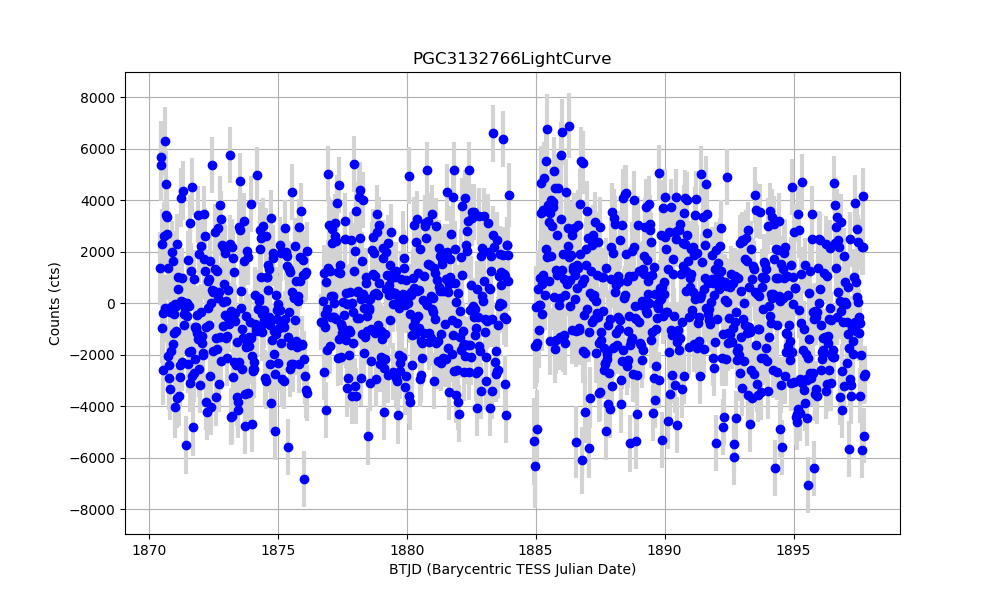 PGC3132766LightCurve
8000
6000
4000
2000
0
−2000
−4000
−6000
−8000
Counts (cts)
1870 1875 1880 1885 1890 1895
BTJD (Barycentric TESS Julian Date)